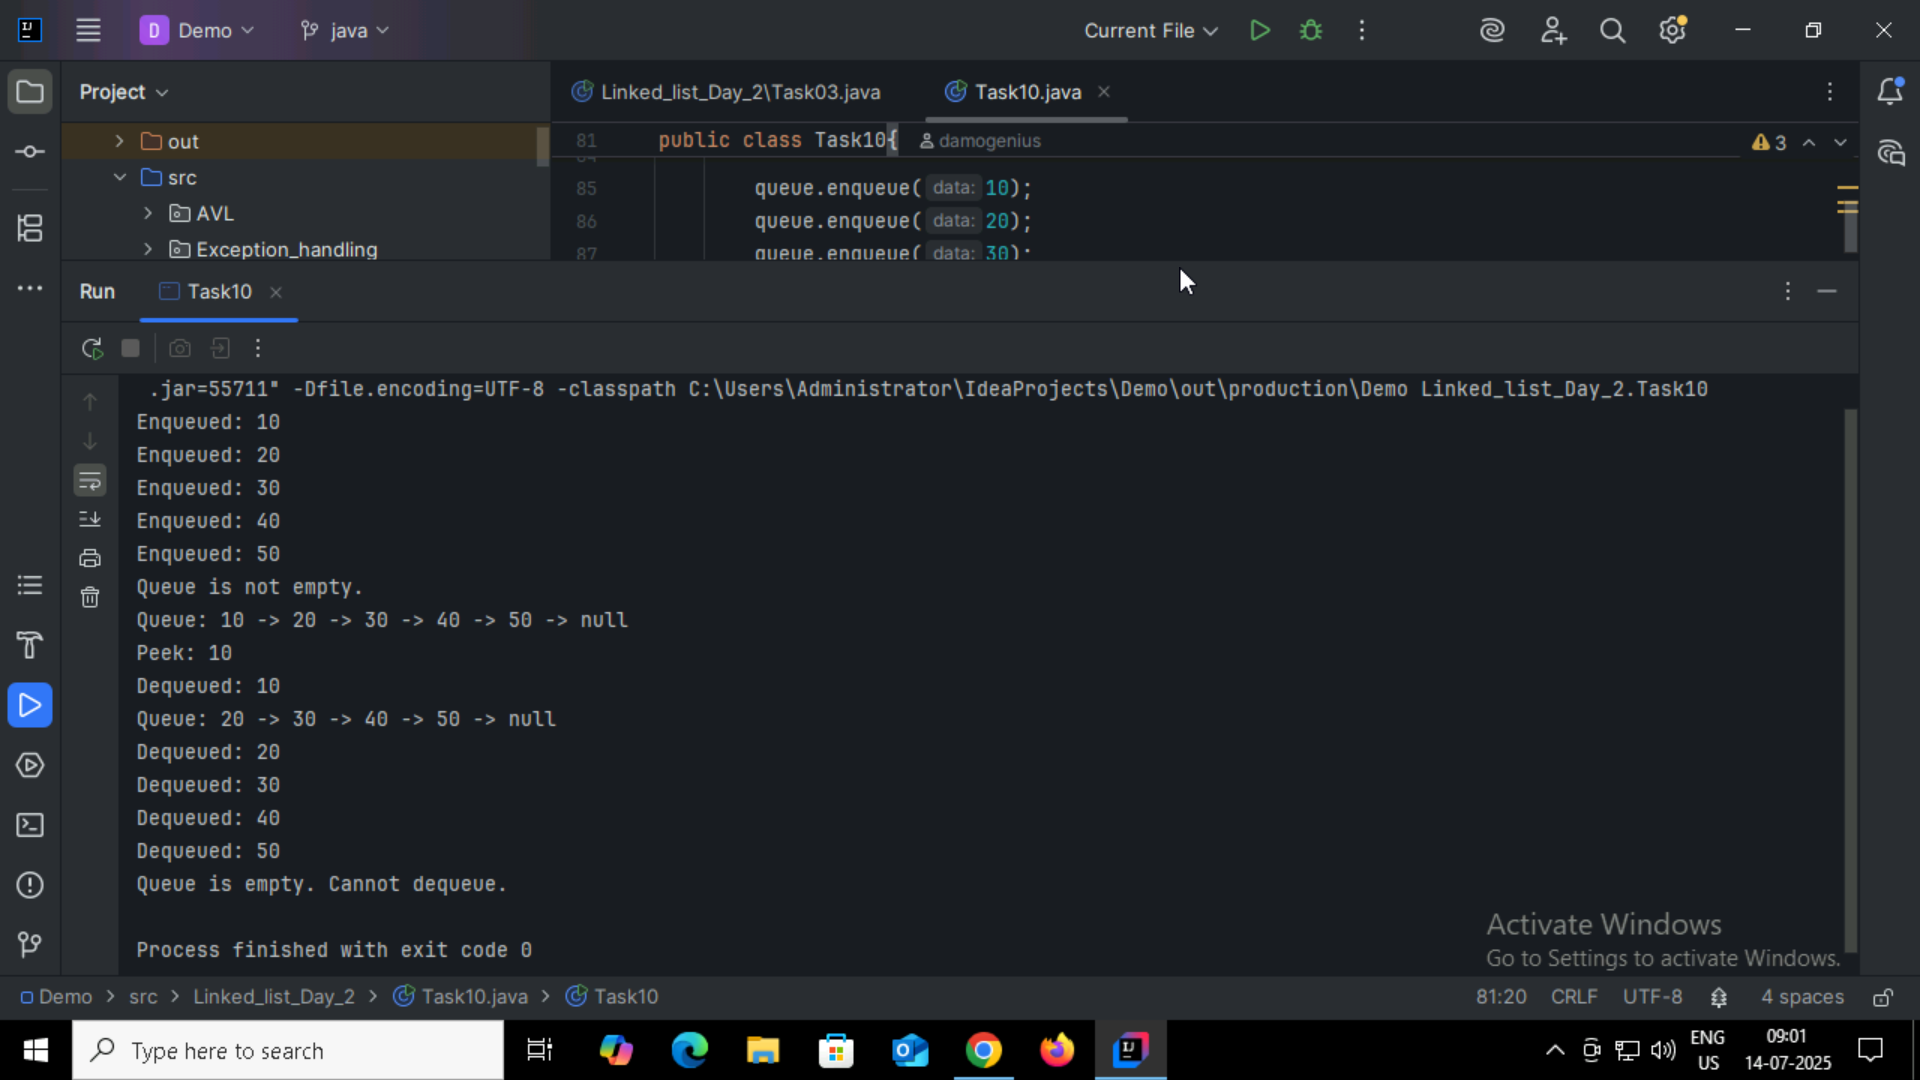 D Demo java Current File
Project
Linked_list_Day_2\Task03.java Task10.java
out
src
AVL
Exception_handling
81 public class Task10{ damogenius 3
85 queue.enqueue( data: 10);
86 queue.enqueue( data: 20);
87 queue.enqueue( data: 30);
Run Task10
.jar=55711" -Dfile.encoding=UTF-8 -classpath C:\Users\Administrator\IdeaProjects\Demo\out\production\Demo Linked_list_Day_2.Task10
Enqueued: 10
Enqueued: 20
Enqueued: 30
Enqueued: 40
Enqueued: 50
Queue is not empty.
Queue: 10 -> 20 -> 30 -> 40 -> 50 -> null
Peek: 10
Dequeued: 10
Queue: 20 -> 30 -> 40 -> 50 -> null
Dequeued: 20
Dequeued: 30
Dequeued: 40
Dequeued: 50
Queue is empty. Cannot dequeue.
Process finished with exit code 0
Activate Windows
Go to Settings to activate Windows.
Demo > src > Linked_list_Day_2 > Task10.java > Task10
81:20 CRLF UTF-8 4 spaces
Type here to search
ENG
US
09:01
14-07-2025